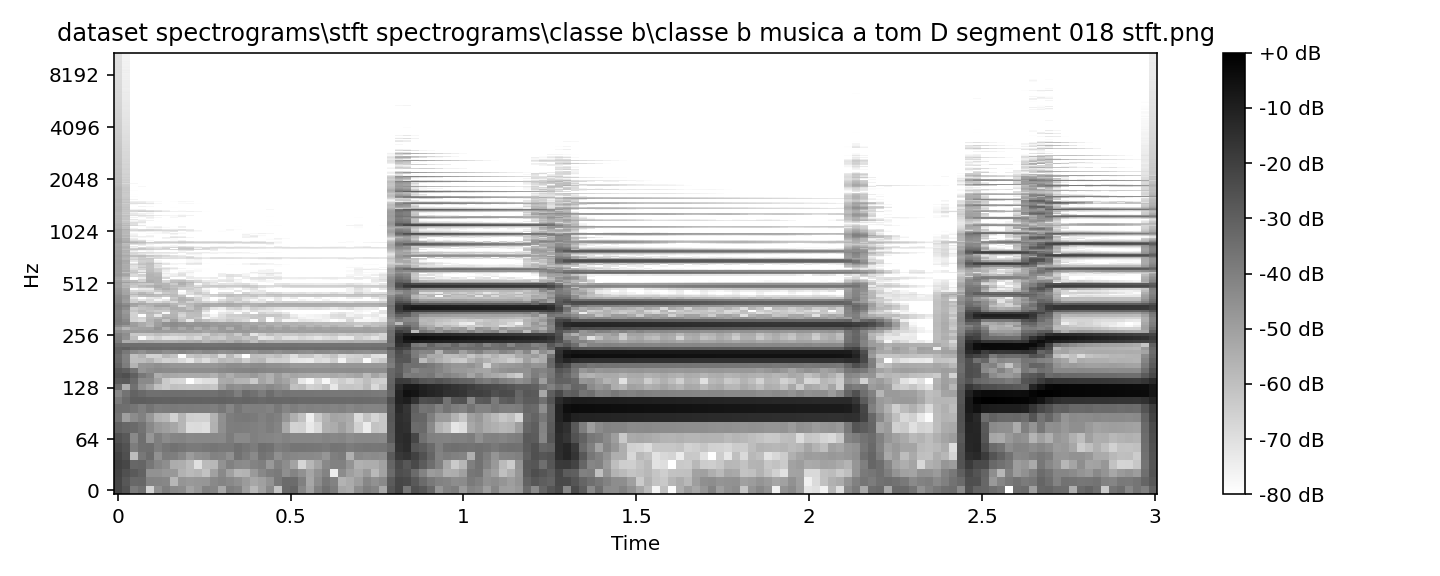 dataset spectrograms\stft spectrograms\classe b\classe b musica a tom D segment 018 stft.png
8192
4096
2048
1024
512
256
128
64
0
Hz
0
0.5
1
1.5
2
2.5
3
Time
+0 dB
-10 dB
-20 dB
-30 dB
-40 dB
-50 dB
-60 dB
-70 dB
-80 dB